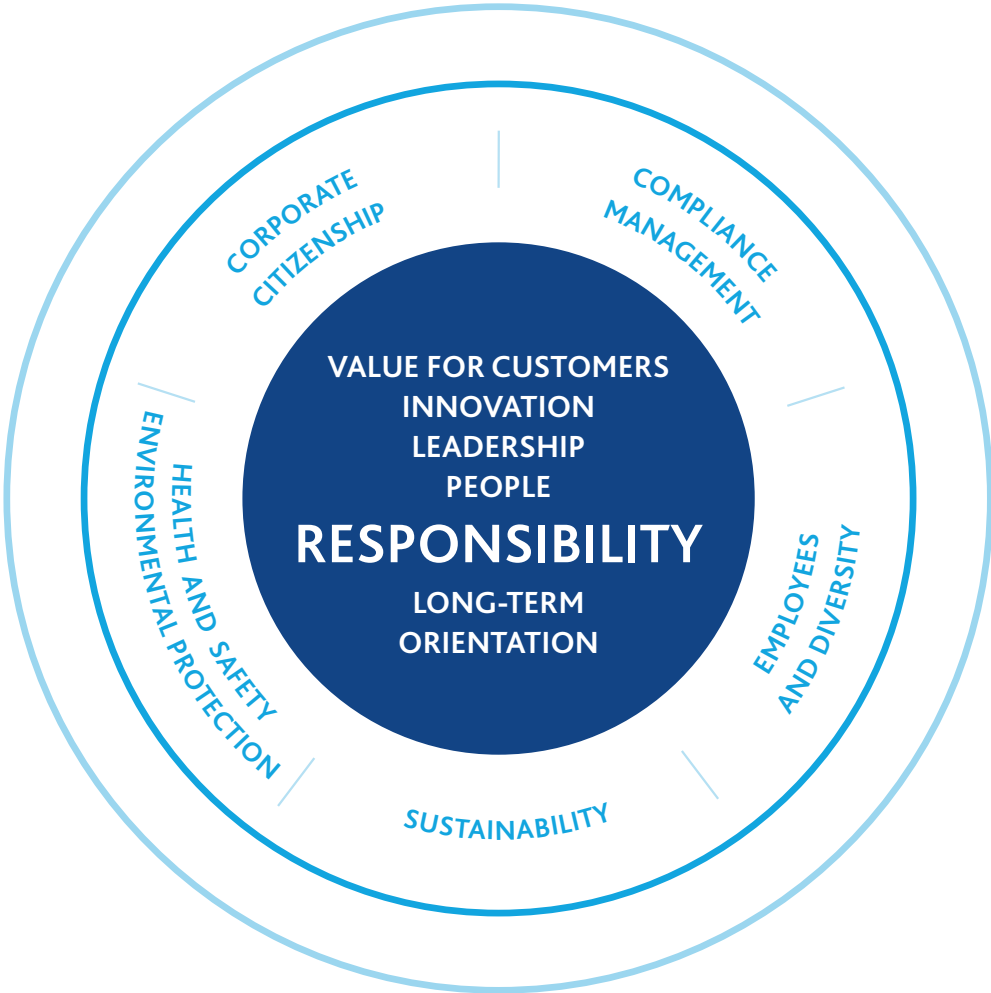 CORPORATE
CITIZENSHIP
COMPLIANCE
MANAGEMENT
VALUE FOR CUSTOMERS
INNOVATION
LEADERSHIP
PEOPLE
RESPONSIBILITY
LONG-TERM
ORIENTATION
HEALTH AND SAFETY
ENVIRONMENTAL PROTECTION
EMPLOYEES
AND DIVERSITY
SUSTAINABILITY